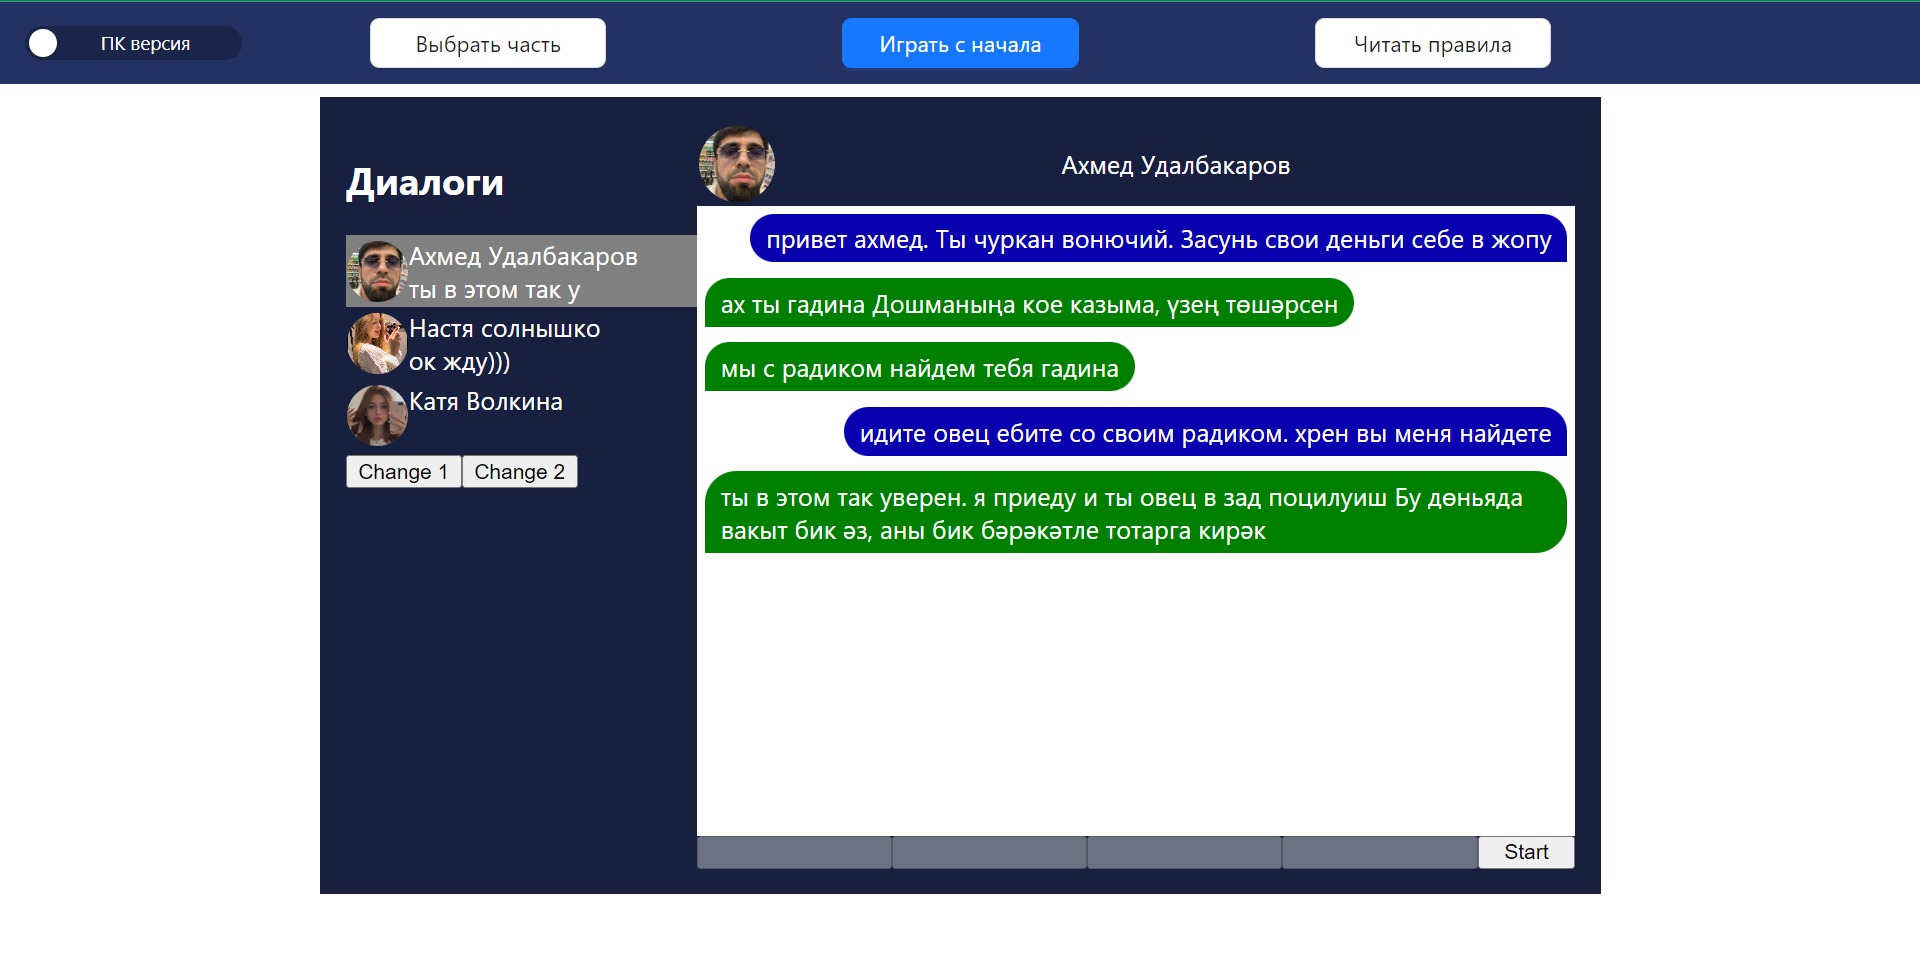 ПК версия
Выбрать часть
Играть с начала
Читать правила
Диалоги
Ахмед Удалбакаров
ты в этом так у
Настя солнышко
ок жду)))
Катя Волкина
Change 1
Change 2
Ахмед Удалбакаров
привет ахмед. Ты чуркан вонючий. Засунь свои деньги себе в жопу
ах ты гадина Дошманыңа кое казыма, үзең төшәрсен
мы с радиком найдем тебя гадина
идите овец ебите со своим радиком. хрен вы меня найдете
ты в этом так уверен. я приеду и ты овец в зад поцилуиш Бу дөньяда
вакыт бик әз, аны бик бәрәкәтле тотарга кирәк
Start